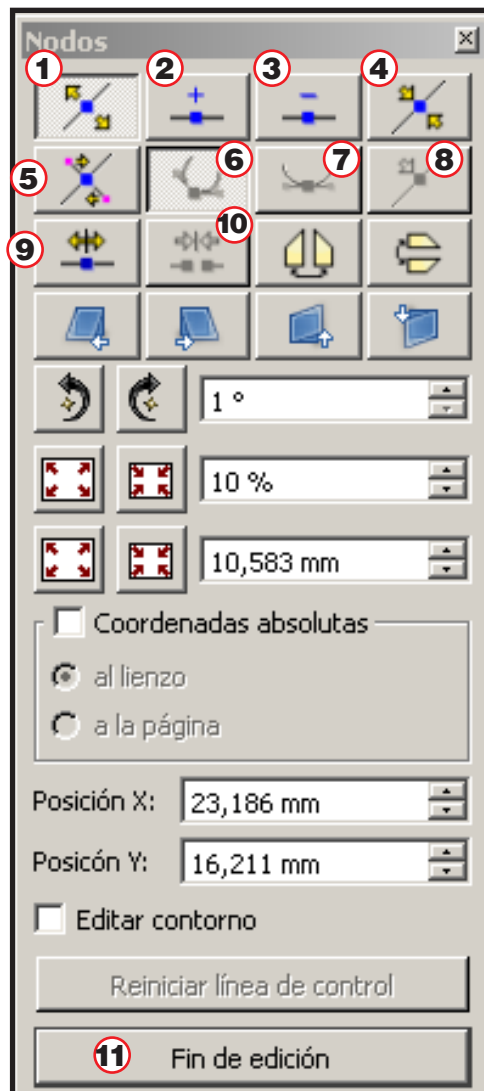 Nodos
1 2 3 4
5 6 7 8
9 10
1 °
10 %
10,583 mm
Coordenadas absolutas
al lienzo
a la página
Posición X: 23,186 mm
Posicón Y: 16,211 mm
Editar contorno
Reiniciar línea de control
11 Fin de edición